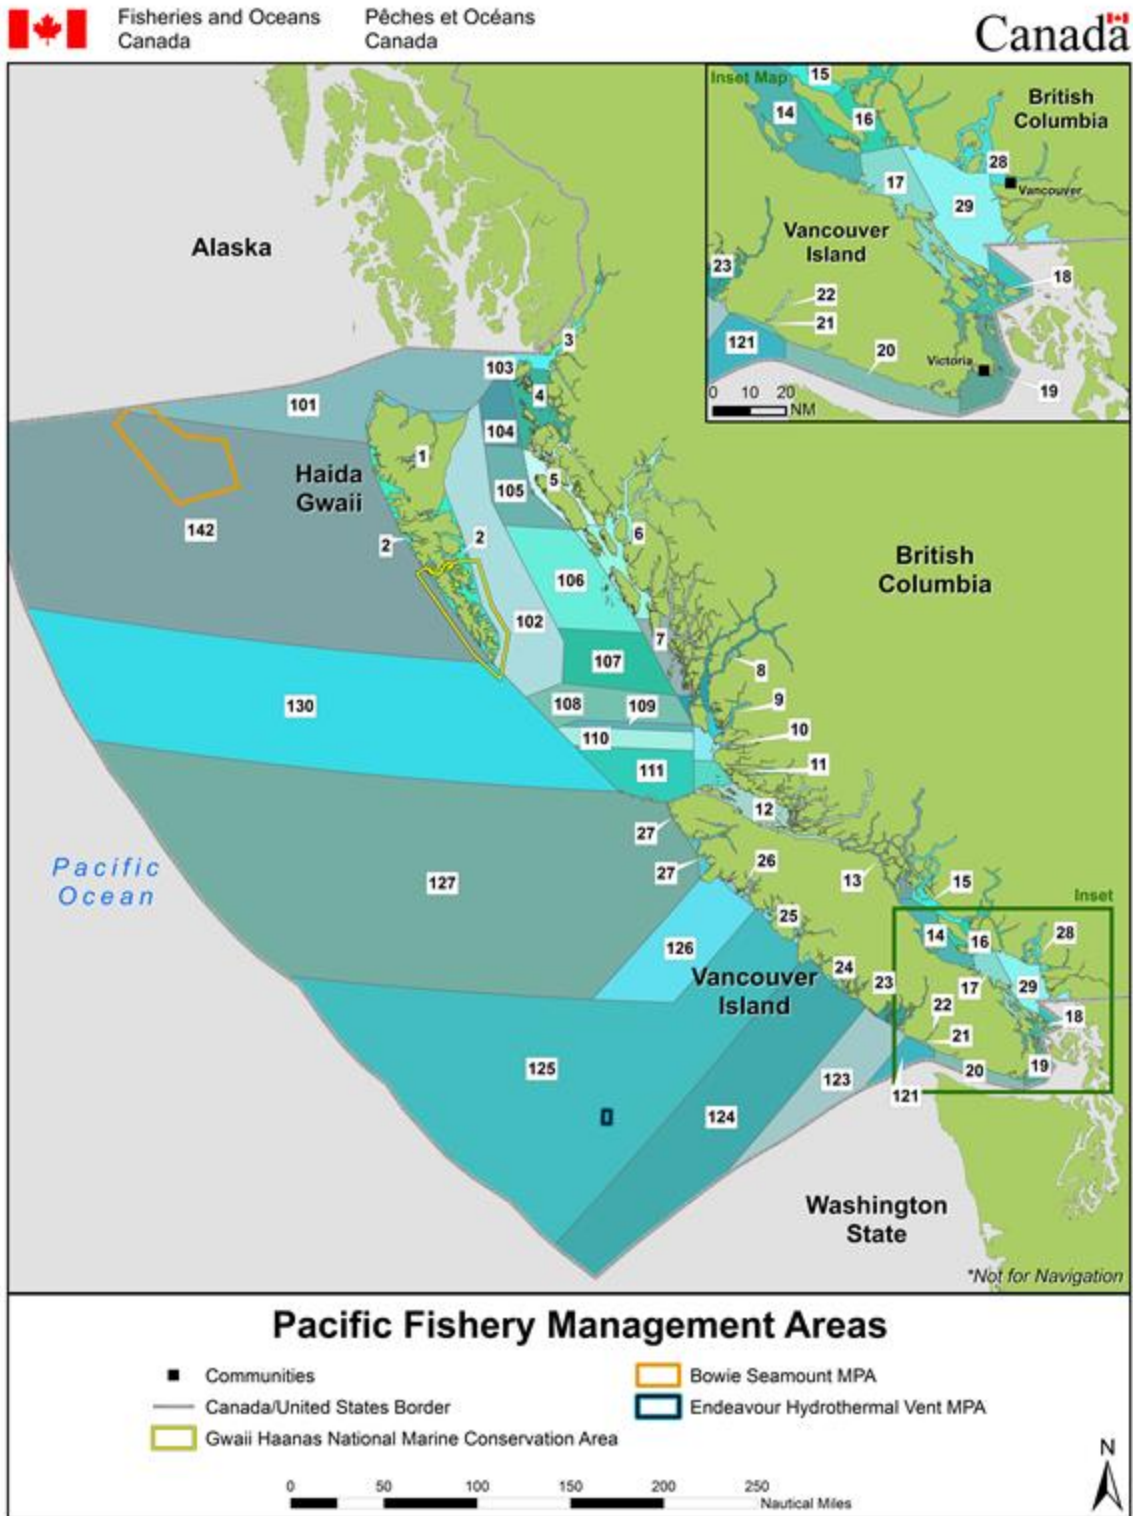 Fisheries and Oceans
Canada
Pêches et Océans
Canada
Canada
Inset Map
15
14
16
British
Columbia
28
Vancouver
17
29
Vancouver
Island
23
22
18
21
121
20
Victoria
19
0 10 20
NM
Alaska
3
103
101
4
104
1
Haida
Gwaii
105
5
142
2
2
6
British
Columbia
106
102
7
107
8
130
108
109
9
110
10
111
11
12
27
Pacific
Ocean
127
27
26
13
15
Inset
25
14
16
28
126
Vancouver
Island
24
23
17
29
22
18
21
125
20
19
123
121
124
Washington
State
*Not for Navigation
Pacific Fishery Management Areas
Communities
Canada/United States Border
Gwaii Haanas National Marine Conservation Area
Bowie Seamount MPA
Endeavour Hydrothermal Vent MPA
N
0 50 100 150 200 250
Nautical Miles